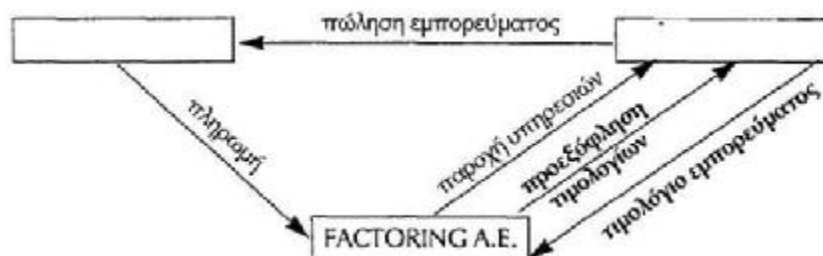 πώληση εμπορεύματος
πληρωμή
παροχή υπηρεσιών
προεξόφληση
τιμολογίων
τιμολόγιο εμπορεύματος
FACTORING A.E.